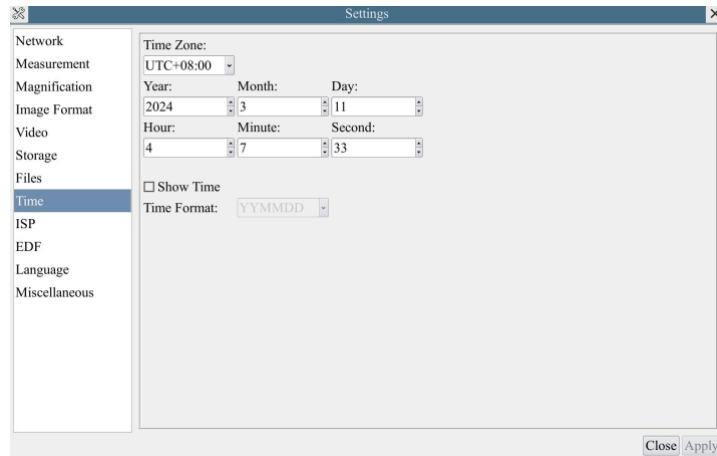 Settings
Network
Measurement
Magnification
Image Format
Video
Storage
Files
Time
ISP
EDF
Language
Miscellaneous
Time Zone:
UTC+08:00
Year: Month: Day:
2024 3 11
Hour: Minute: Second:
4 7 33
Show Time
Time Format: YYMMDD
Close Apply